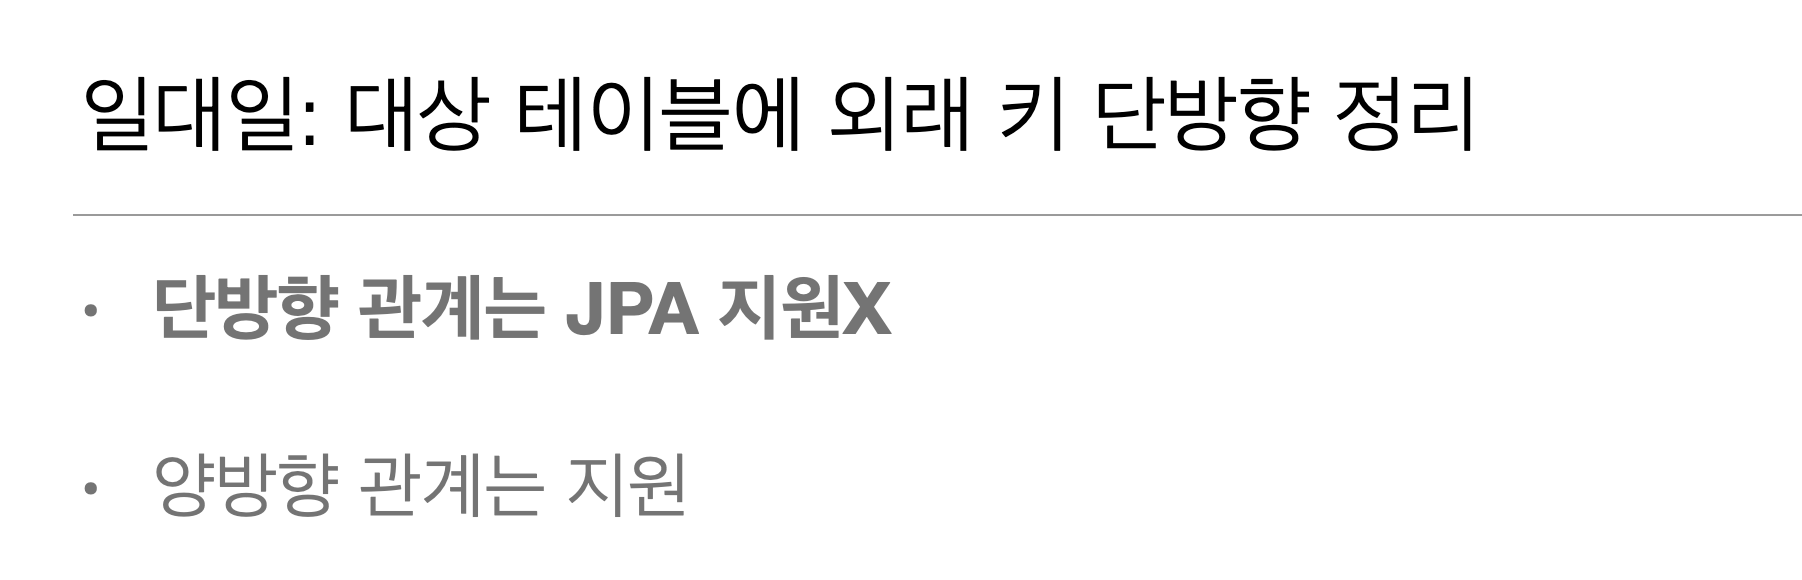 일대일: 대상 테이블에 외래 키 단방향 정리
• 단방향 관계는 JPA 지원X
• 양방향 관계는 지원